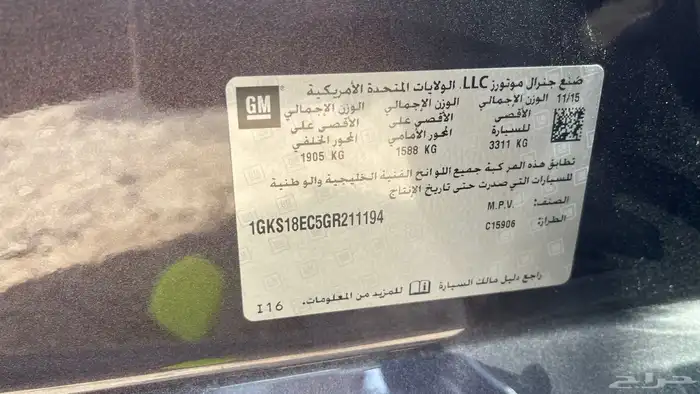 GM
صنع جنرال موتورز LLC. الولايات المتحدة الأمريكية
11/15 الوزن الإجمالي الوزن الإجمالي الوزن الإجمالي
الأقصى الأقصى على الأقصى على
للسيارة المحور الأمامي المحور الخلفي
3311 KG 1588 KG 1905 KG
تطابق هذه المركبة جميع اللوائح الفنية الخليجية والوطنية
للسيارات التي صدرت حتى تاريخ الانتاج
الصنف: M.P.V.
الطراز: C15906
1GKS18EC5GR211194
راجع دليل مالك السيارة للمزيد من المعلومات.
I16
حراج